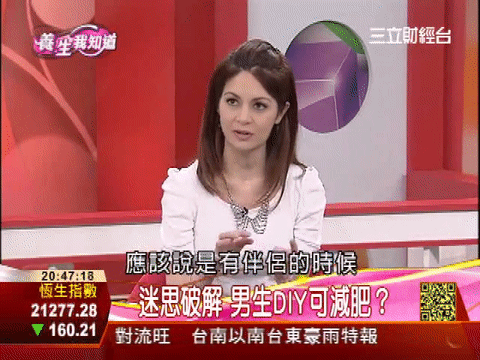 養生我知道
三立財經台
應該說是有伴侶的時候
20:47:18
恆生指數
21277.28
▼160.21
迷思破解 男生DIY可減肥?
對流旺 台南以南台東豪雨特報